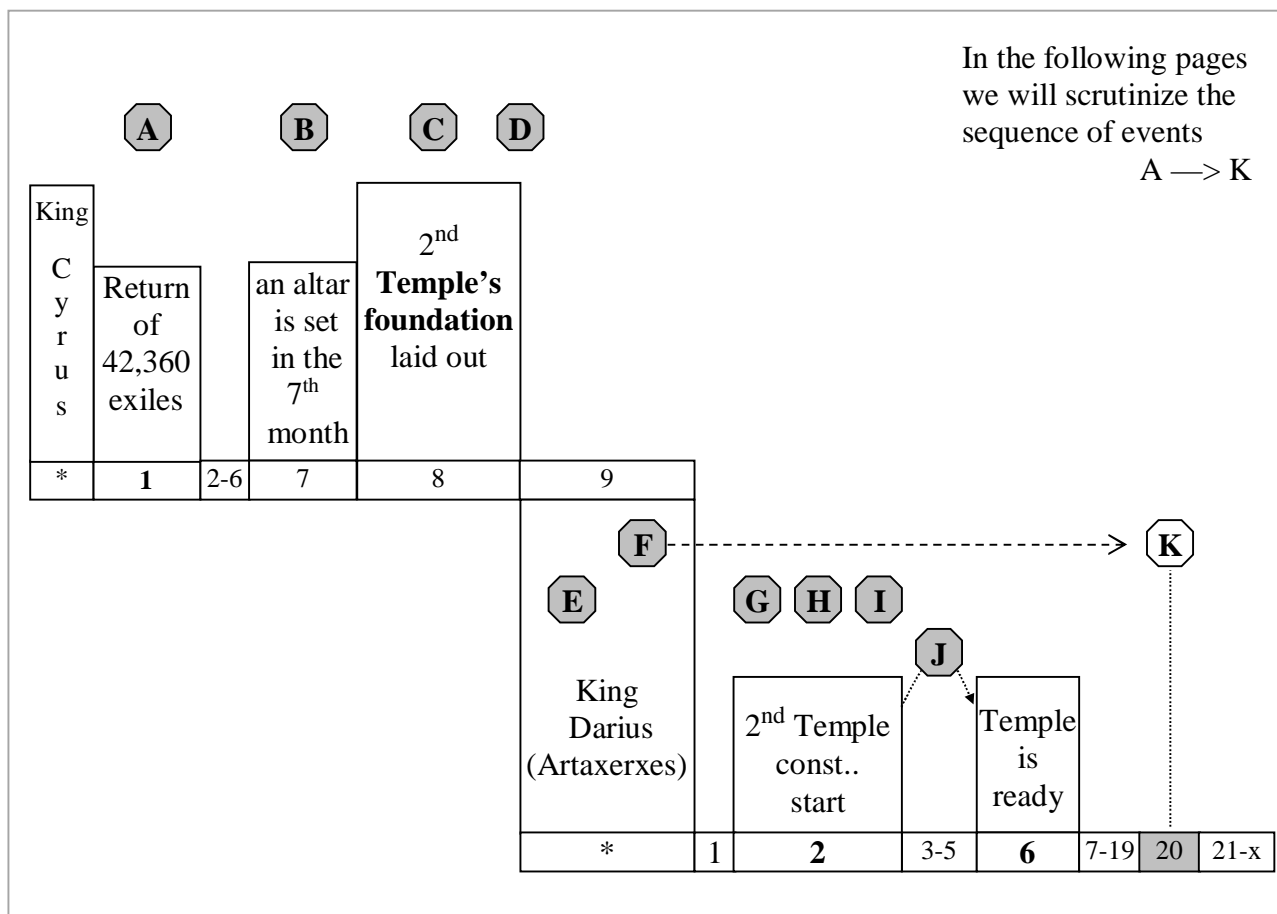 In the following pages
we will scrutinize the
sequence of events
A —> K
A B C D
King
C
y
r
u
s
Return
of
42,360
exiles
an altar
is set
in the
7th
month
2nd
Temple’s
foundation
laid out
* 1 2-6 7 8 9
F K
E G H I
J
King
Darius
(Artaxerxes)
2nd Temple
const..
start
Temple
is
ready
* 1 2 3-5 6 7-19 20 21-x